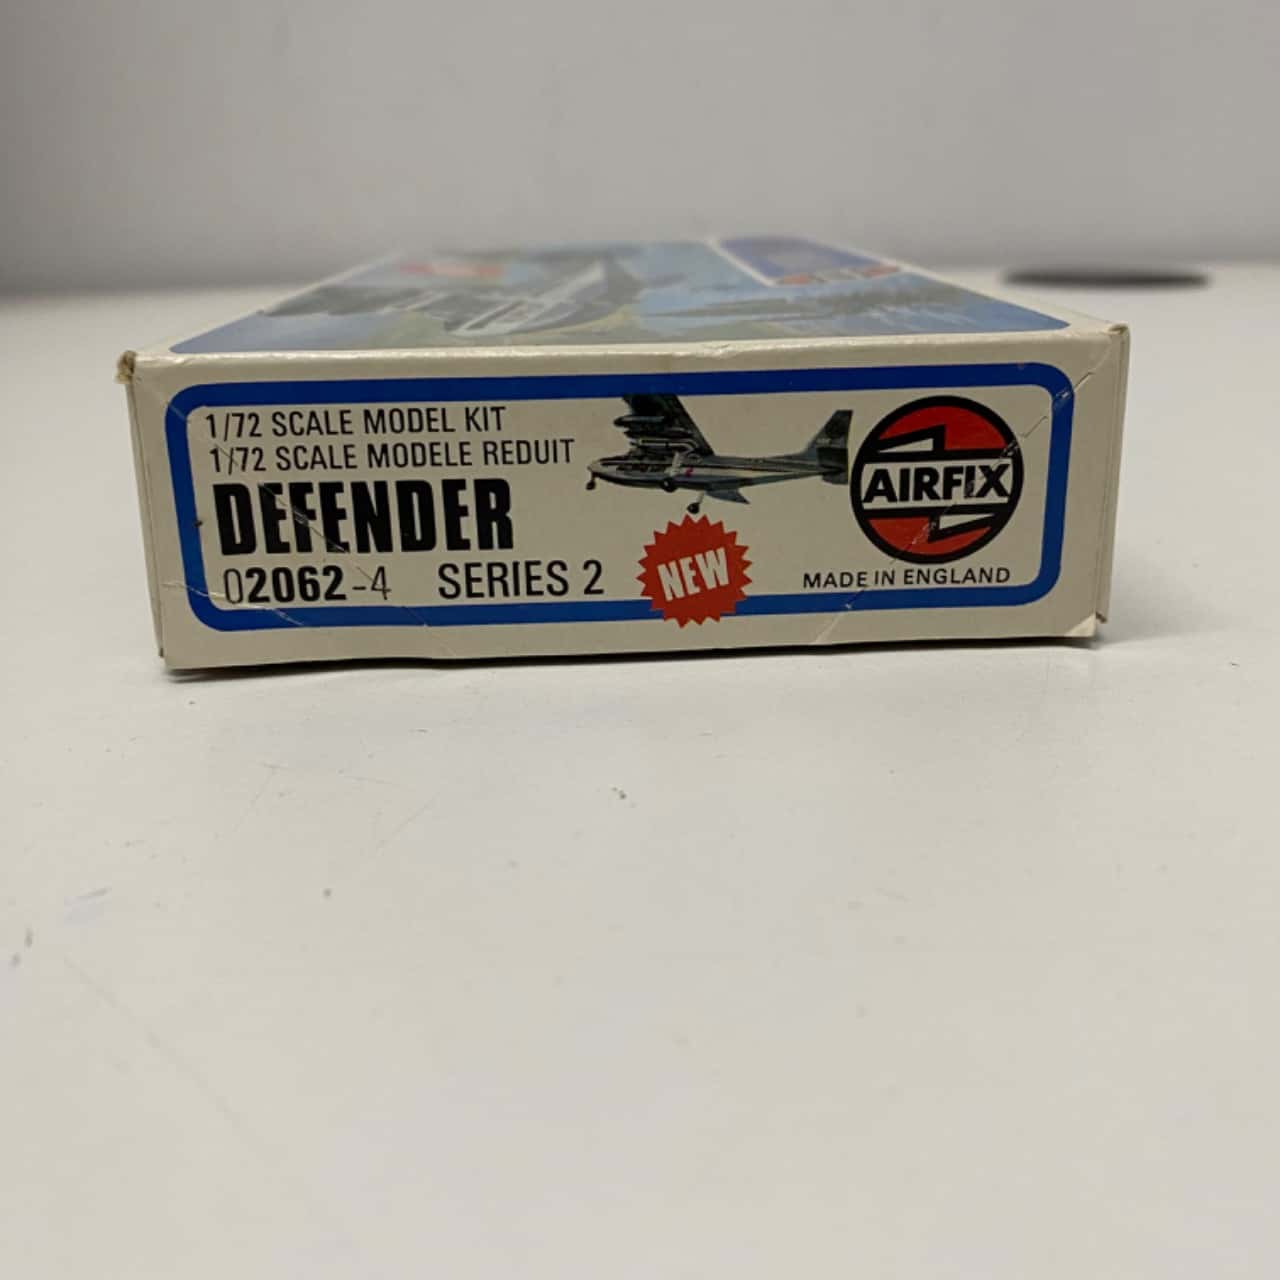 1/72 SCALE MODEL KIT
1/72 SCALE MODELE REDUIT
DEFENDER
02062-4 SERIES 2
NEW
AIRFIX
MADE IN ENGLAND